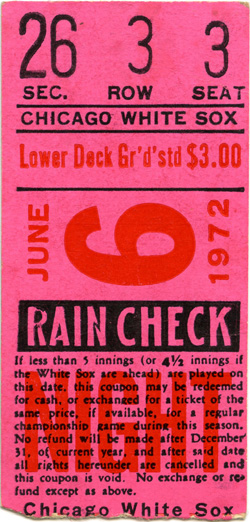 26 3 3
SEC. ROW SEAT
CHICAGO WHITE SOX
Lower Deck Gr'd'std $3.00
JUNE 6 1972
RAIN CHECK
If less than 5 innings (or 4½ innings if
the White Sox are ahead) are played on
this date, this coupon may be redeemed
for cash, or exchanged for a ticket of the
same price, if available, for a regular
championship game during this season.
No refund will be made after December
31, of current year, and after said date
all rights hereunder are cancelled and
this coupon is void. No exchange or re-
fund except as above.
NIGHT
Chicago White Sox